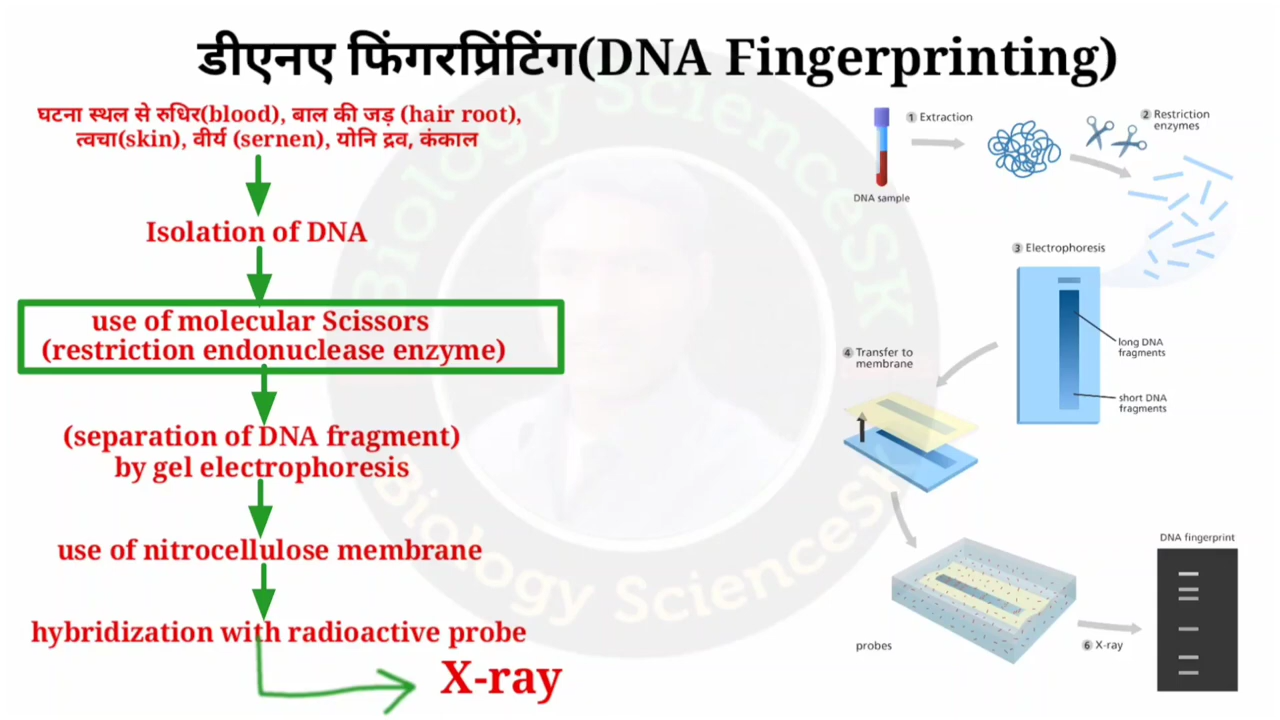 डीएनए फिंगरप्रिंटिंग(DNA Fingerprinting)
घटना स्थल से रुधिर(blood), बाल की जड़ (hair root),
त्वचा(skin), वीर्य (sernen), योनि द्रव, कंकाल
Isolation of DNA
use of molecular Scissors
(restriction endonuclease enzyme)
(separation of DNA fragment)
by gel electrophoresis
use of nitrocellulose membrane
hybridization with radioactive probe
X-ray
1 Extraction
DNA sample
2 Restriction
enzymes
3 Electrophoresis
long DNA
fragments
short DNA
fragments
4 Transfer to
membrane
probes
6 X-ray
DNA fingerprint
Biology ScienceSK
Biology ScienceSK